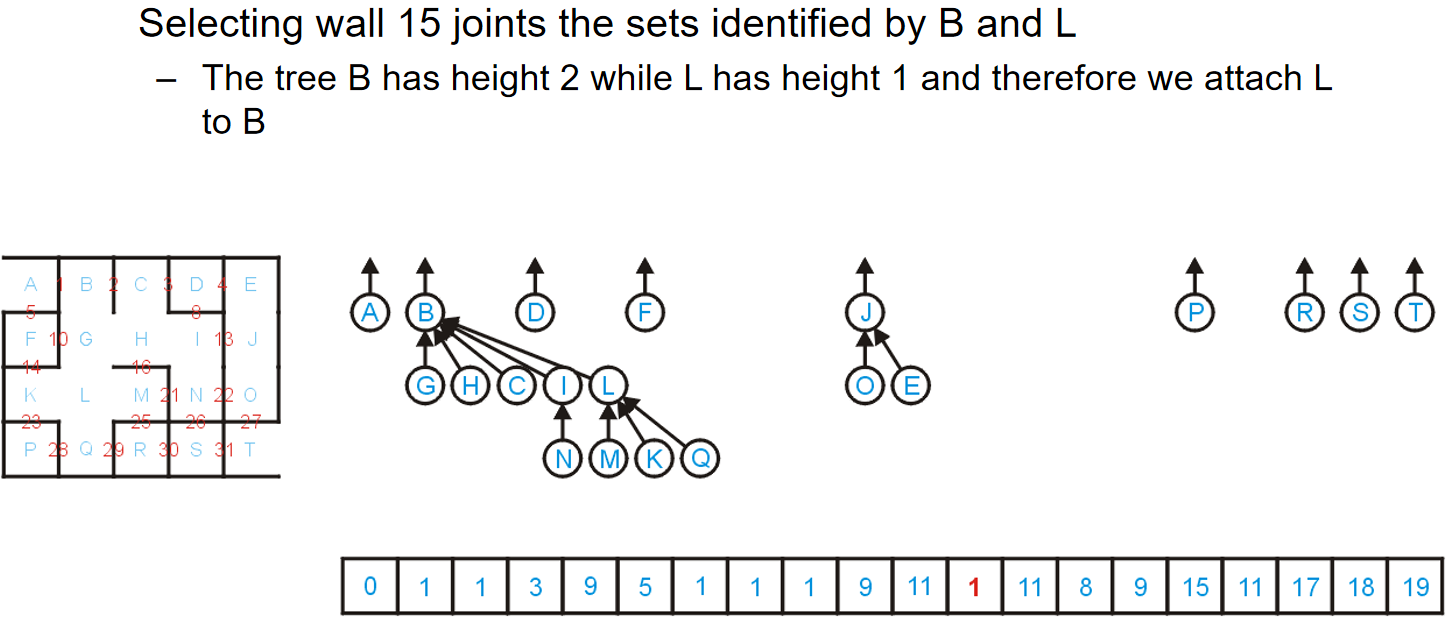 Selecting wall 15 joints the sets identified by B and L
– The tree B has height 2 while L has height 1 and therefore we attach L
to B
A 1 B 2 C 3 D 4 E
5 8
F 10 G H I 13 J
14 16
K L M 21 N 22 O
23 25 26 27
P 28 Q 29 R 30 S 31 T
A B D F J P R S T
G H C I L O E
N M K Q
0 1 1 3 9 5 1 1 1 9 11 1 11 8 9 15 11 17 18 19